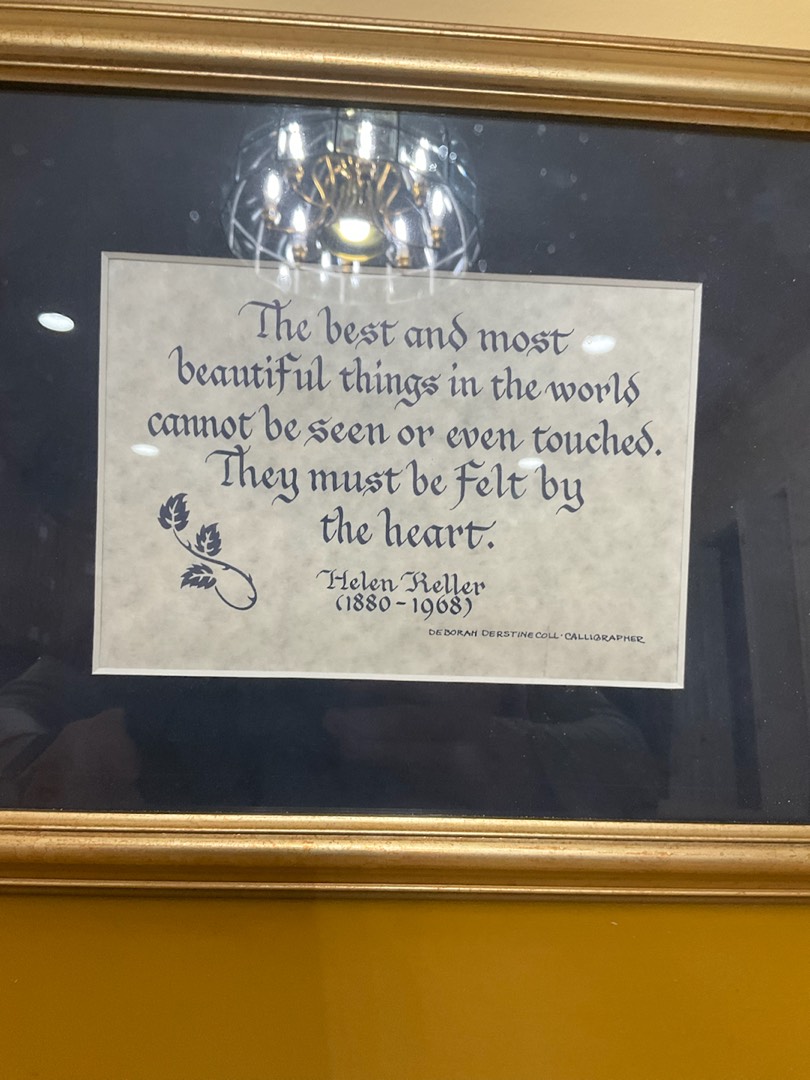 The best and most
beautiful things in the world
cannot be seen or even touched.
They must be felt by
the heart.
Helen Keller
(1880-1968)
DEBORAH DERSTINE COLL · CALLIGRAPHER